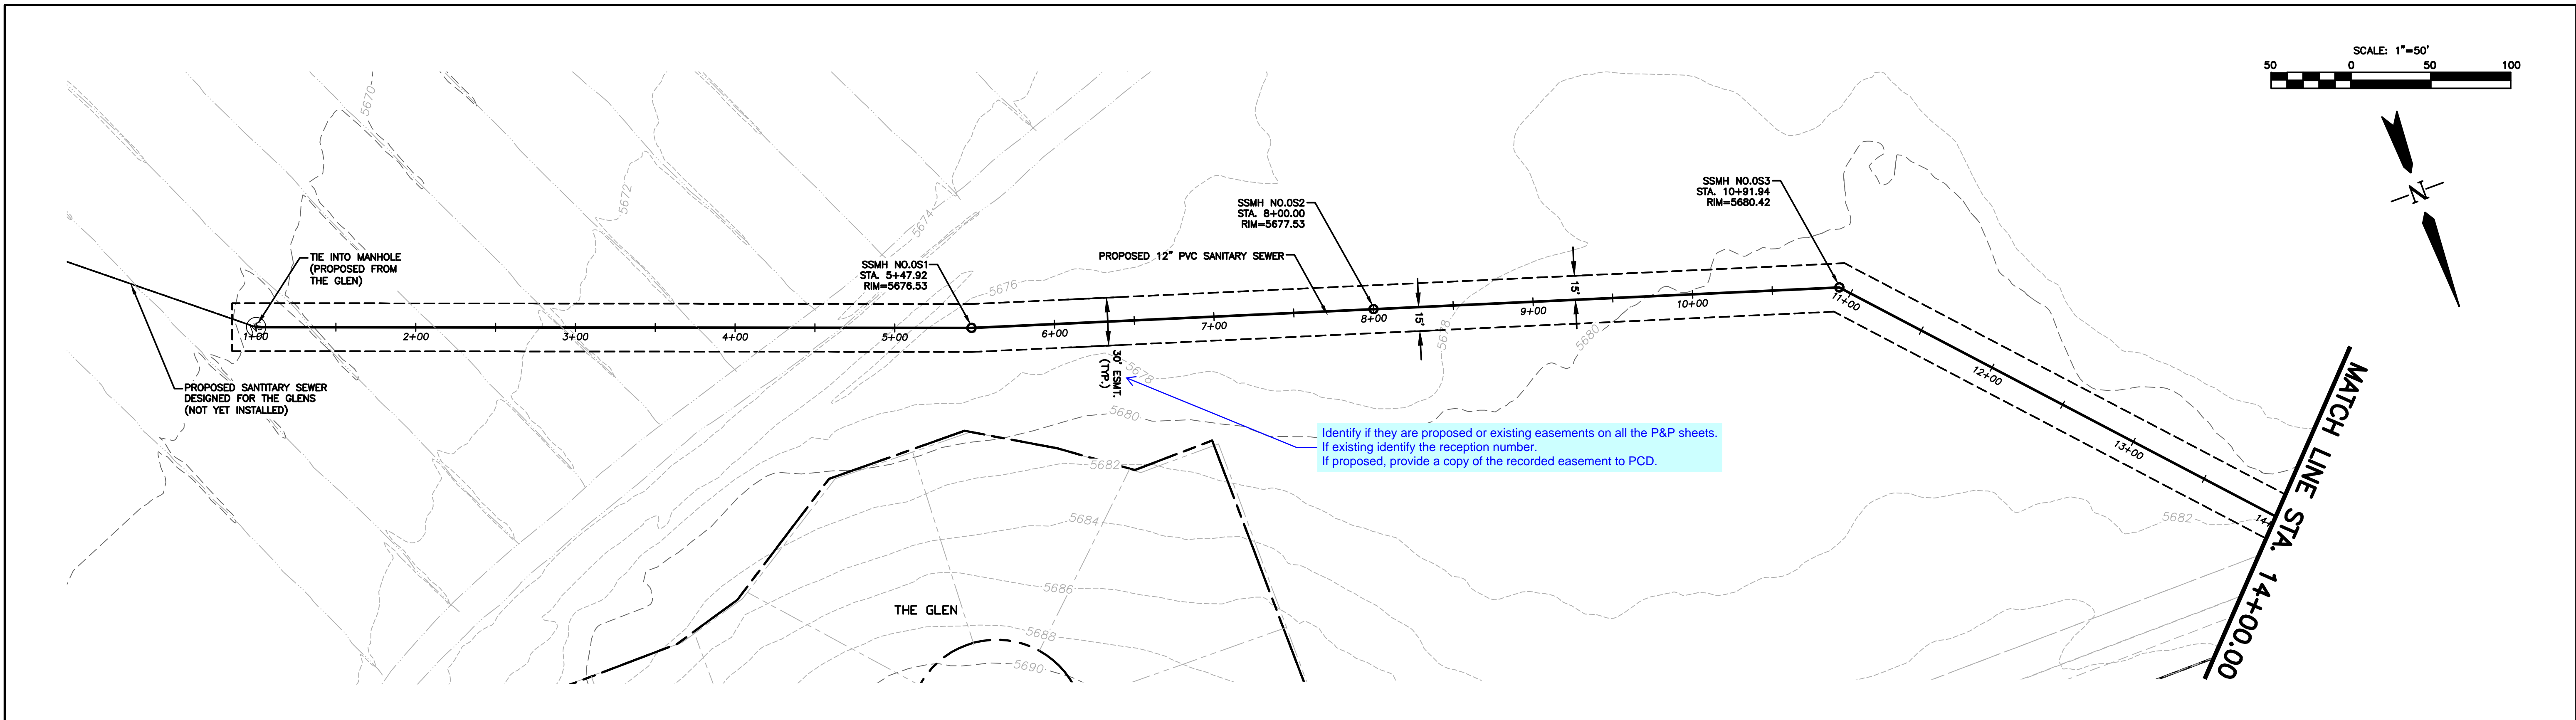 SCALE: 1"=50'
50 0 50 100
N
5670
5672
5674
5676
5678
5678
5680
5680
5682
5682
5684
5686
5688
5690
TIE INTO MANHOLE
(PROPOSED FROM
THE GLEN)
PROPOSED SANTITARY SEWER
DESIGNED FOR THE GLENS
(NOT YET INSTALLED)
SSMH NO.0S1
STA. 5+47.92
RIM=5676.53
SSMH NO.0S2
STA. 8+00.00
RIM=5677.53
PROPOSED 12" PVC SANITARY SEWER
SSMH NO.0S3
STA. 10+91.94
RIM=5680.42
15'
15'
30' ESMT.
(TYP.)
1+00
2+00
3+00
4+00
5+00
6+00
7+00
8+00
9+00
10+00
11+00
12+00
13+00
14+
Identify if they are proposed or existing easements on all the P&P sheets.
If existing identify the reception number.
If proposed, provide a copy of the recorded easement to PCD.
THE GLEN
MATCH LINE STA. 14+00.00